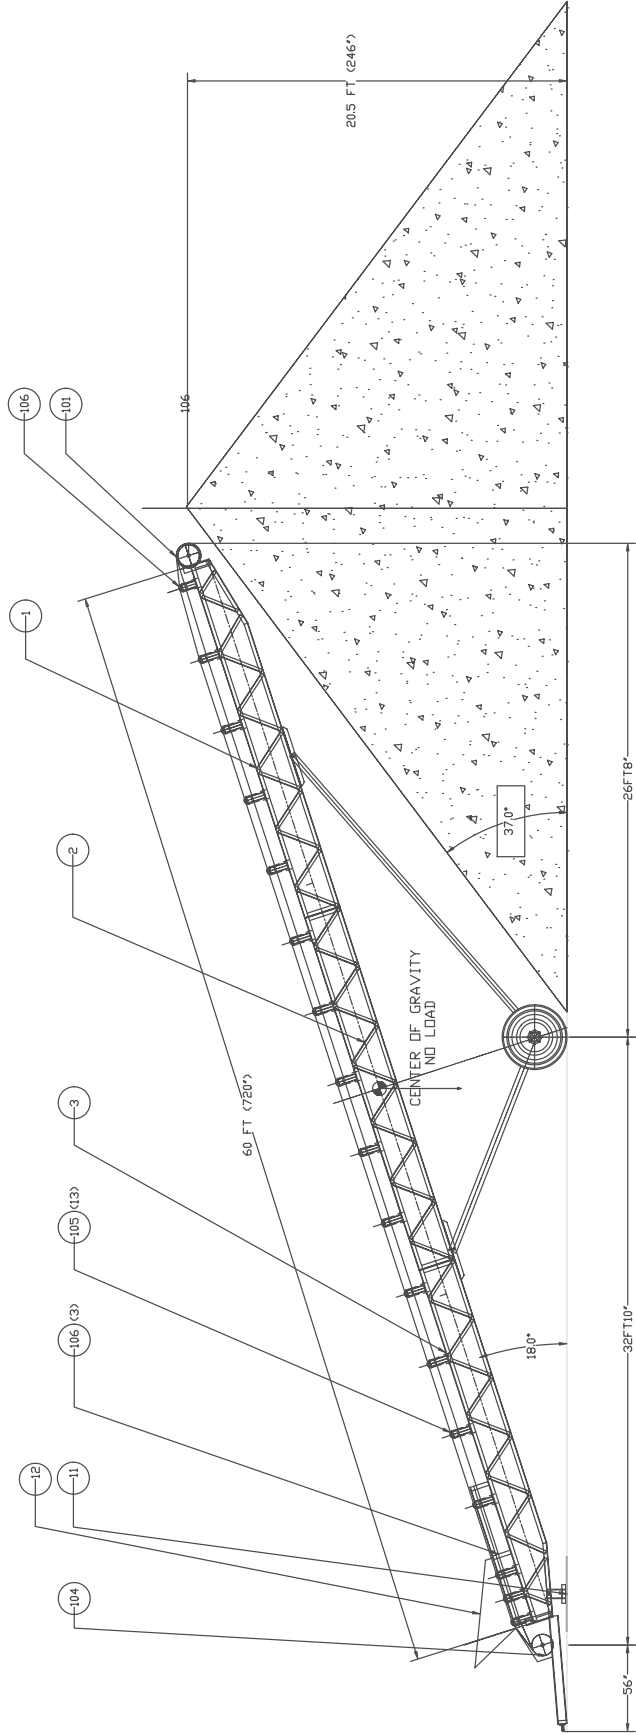 20.5 FT (246")
106
106
101
1
2
CENTER OF GRAVITY
NO LOAD
37.0°
26FT8"
60 FT (720")
3
105 (13)
106 (3)
18.0°
32FT10"
12
11
104
56"